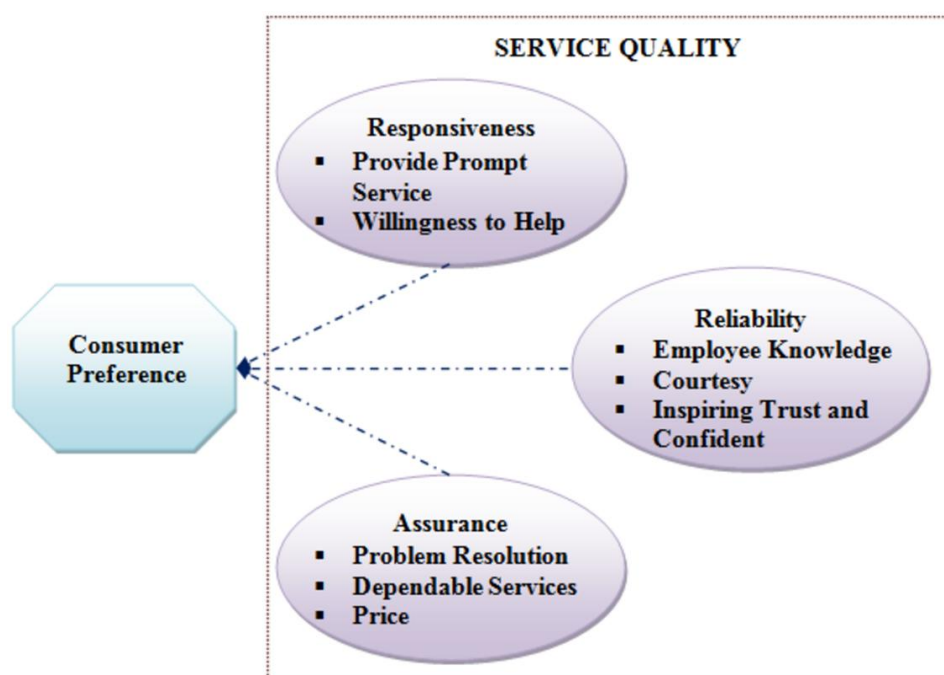 SERVICE QUALITY
Responsiveness
▪ Provide Prompt
Service
▪ Willingness to Help
Consumer
Preference
Reliability
▪ Employee Knowledge
▪ Courtesy
▪ Inspiring Trust and
Confident
Assurance
▪ Problem Resolution
▪ Dependable Services
▪ Price